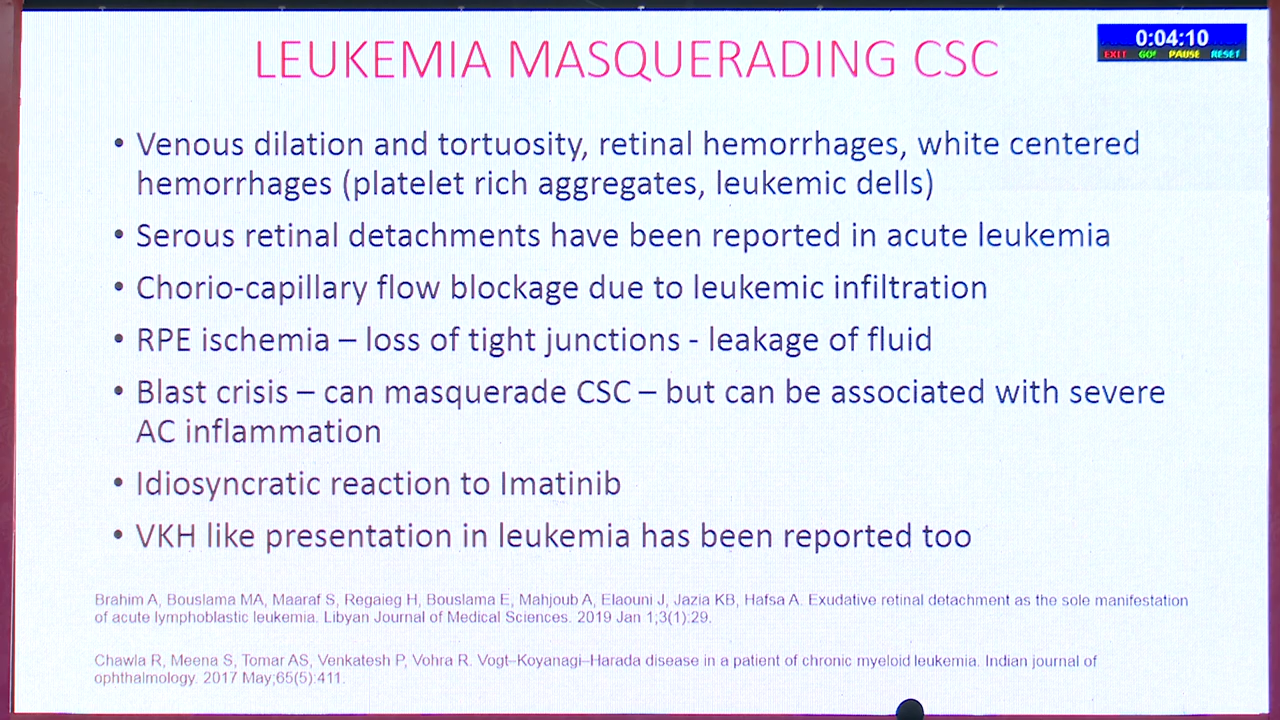 LEUKEMIA MASQUERADING CSC
0:04:10
EXIT GO! PAUSE RESET
• Venous dilation and tortuosity, retinal hemorrhages, white centered
hemorrhages (platelet rich aggregates, leukemic dells)
• Serous retinal detachments have been reported in acute leukemia
• Chorio-capillary flow blockage due to leukemic infiltration
• RPE ischemia – loss of tight junctions - leakage of fluid
• Blast crisis – can masquerade CSC – but can be associated with severe
AC inflammation
• Idiosyncratic reaction to Imatinib
• VKH like presentation in leukemia has been reported too
Brahim A, Bouslama MA, Maaraf S, Regaieg H, Bouslama E, Mahjoub A, Elaouni J, Jazia KB, Hafsa A. Exudative retinal detachment as the sole manifestation
of acute lymphoblastic leukemia. Libyan Journal of Medical Sciences. 2019 Jan 1;3(1):29.
Chawla R, Meena S, Tomar AS, Venkatesh P, Vohra R. Vogt–Koyanagi–Harada disease in a patient of chronic myeloid leukemia. Indian journal of
ophthalmology. 2017 May;65(5):411.